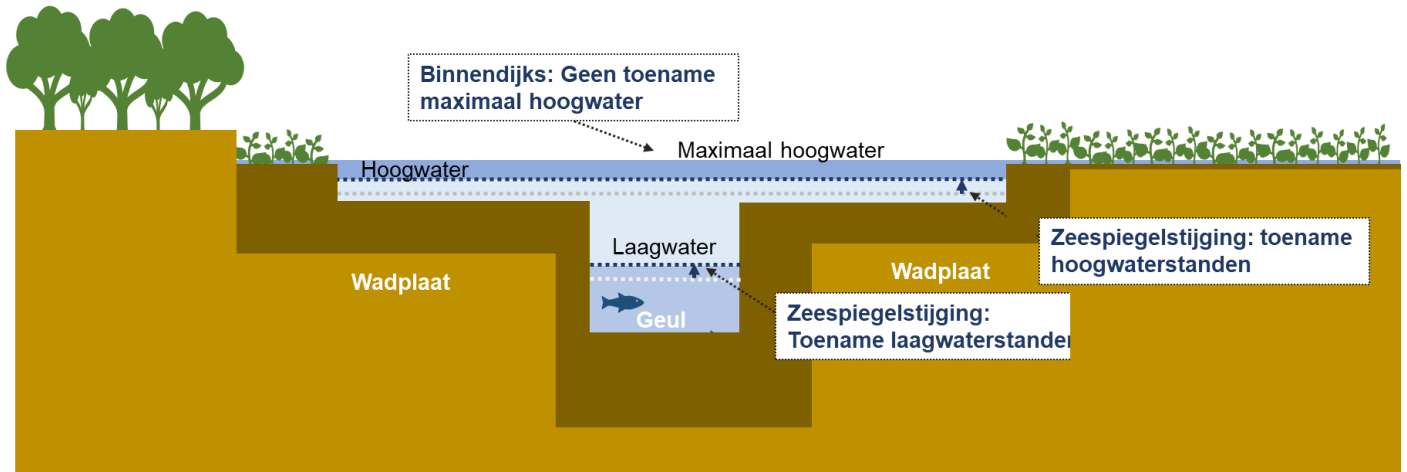 Binnendijks: Geen toename
maximaal hoogwater
Maximaal hoogwater
Hoogwater
Zeespiegelstijging: toename
hoogwaterstanden
Laagwater
Wadplaat
Wadplaat
Zeespiegelstijging:
Toename laagwaterstanden
Geul